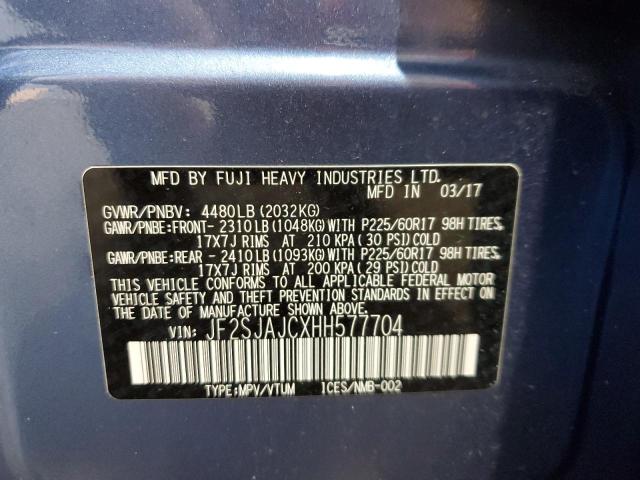 MFD BY FUJI HEAVY INDUSTRIES LTD.
MFD IN 03/17
GVWR/PNBV: 4480LB(2032KG)
GAWR/PNBE:FRONT-2310LB(1048KG)WITH P225/60R17 98H TIRES,
17X7J RIMS AT 210 KPA(30 PSI)COLD
GAWR/PNBE:REAR-2410LB(1093KG)WITH P225/60R17 98H TIRES,
17X7J RIMS AT 200 KPA(29 PSI)COLD
THIS VEHICLE CONFORMS TO ALL APPLICABLE FEDERAL MOTOR
VEHICLE SAFETY AND THEFT PREVENTION STANDARDS IN EFFECT ON
THE DATE OF MANUFACTURE SHOWN ABOVE.
VIN: JF2SJAJCXHH577704
TYPE:MPV/VTUM ICES/NMB-002